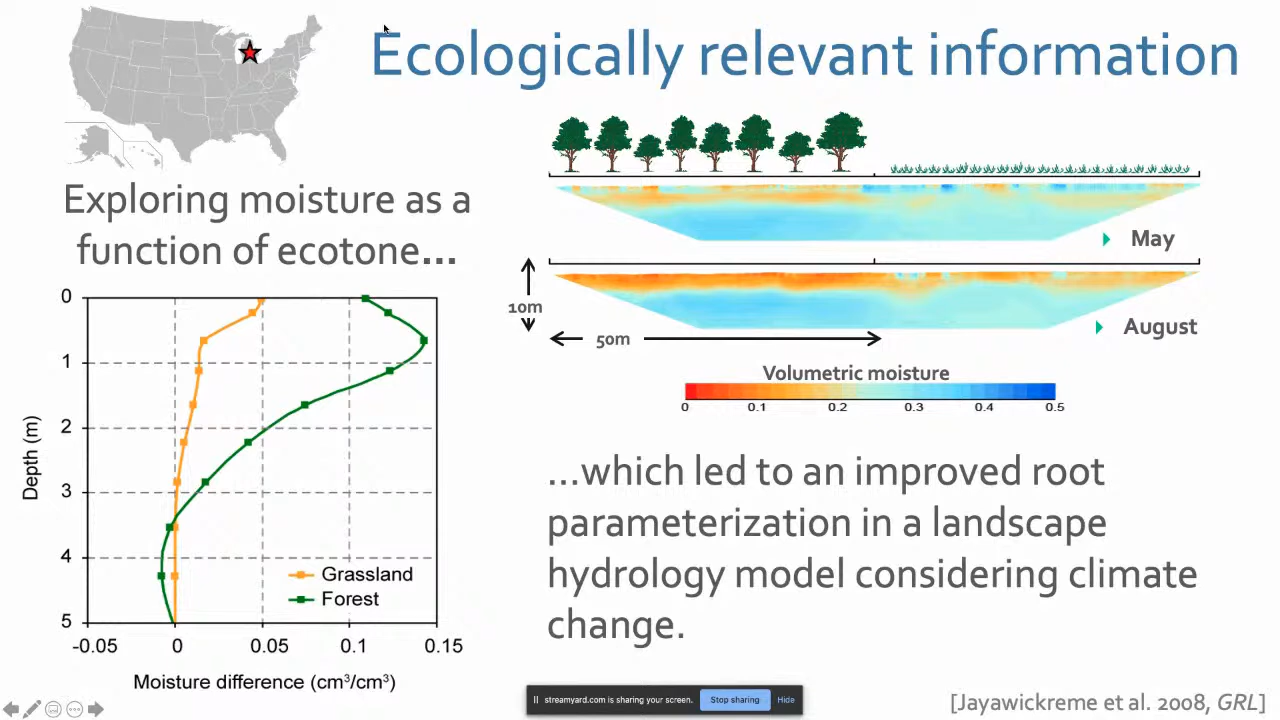 Ecologically relevant information
Exploring moisture as a
function of ecotone...
May
10m
50m
August
Volumetric moisture
0 0.1 0.2 0.3 0.4 0.5
Depth (m)
0
1
2
3
4
5
Grassland
Forest
-0.05 0 0.05 0.1 0.15
Moisture difference (cm³/cm³)
...which led to an improved root
parameterization in a landscape
hydrology model considering climate
change.
streamyard.com is sharing your screen. Stop sharing Hide
[Jayawickreme et al. 2008, GRL]